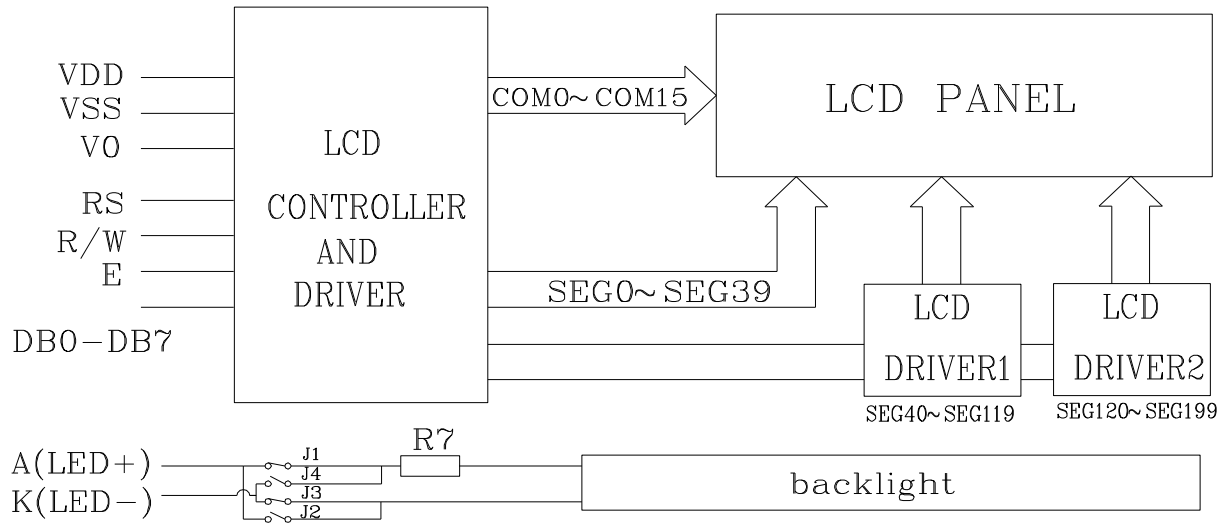 VDD
VSS
V0
RS
R/W
E
DB0-DB7
LCD
CONTROLLER
AND
DRIVER
COM0~COM15
LCD PANEL
SEG0~SEG39
LCD
DRIVER1
SEG40~SEG119
LCD
DRIVER2
SEG120~SEG199
A(LED+)
K(LED-)
J1
J4
J3
J2
R7
backlight